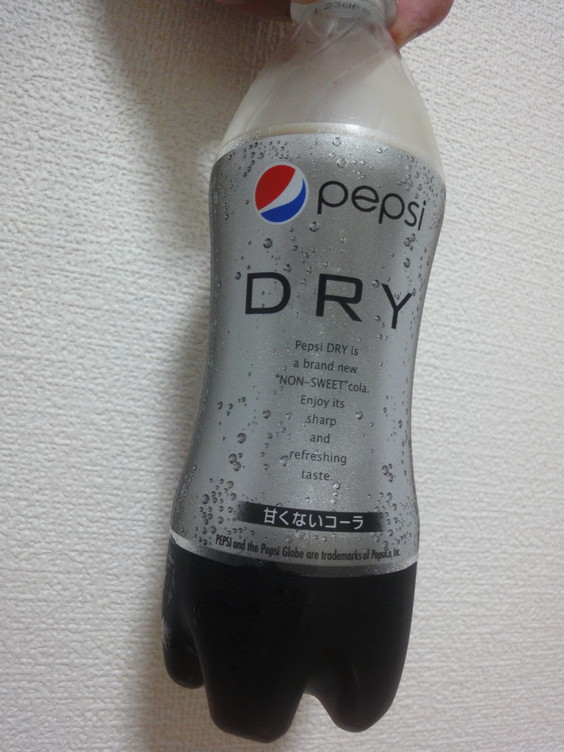 pepsi
DRY
Pepsi DRY is
a brand new
"NON-SWEET"cola.
Enjoy its
sharp
and
refreshing
taste.
甘くないコーラ
PEPSI and the Pepsi Globe are trademarks of PepsiCo, Inc.